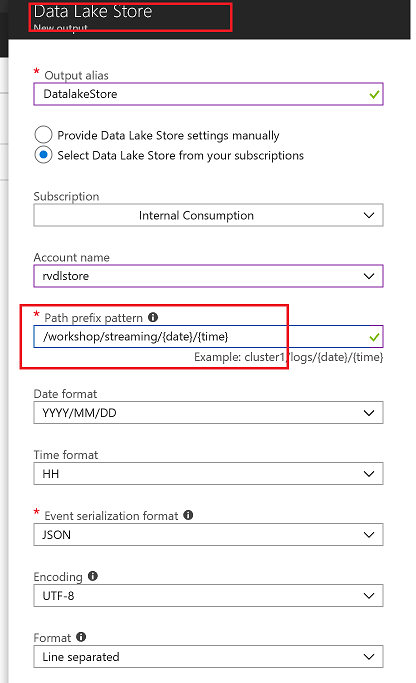 Data Lake Store
New output
* Output alias
DatalakeStore
Provide Data Lake Store settings manually
Select Data Lake Store from your subscriptions
Subscription
Internal Consumption
Account name
rvdlstore
* Path prefix pattern
/workshop/streaming/{date}/{time}
Example: cluster1/logs/{date}/{time}
Date format
YYYY/MM/DD
Time format
HH
* Event serialization format
JSON
Encoding
UTF-8
Format
Line separated